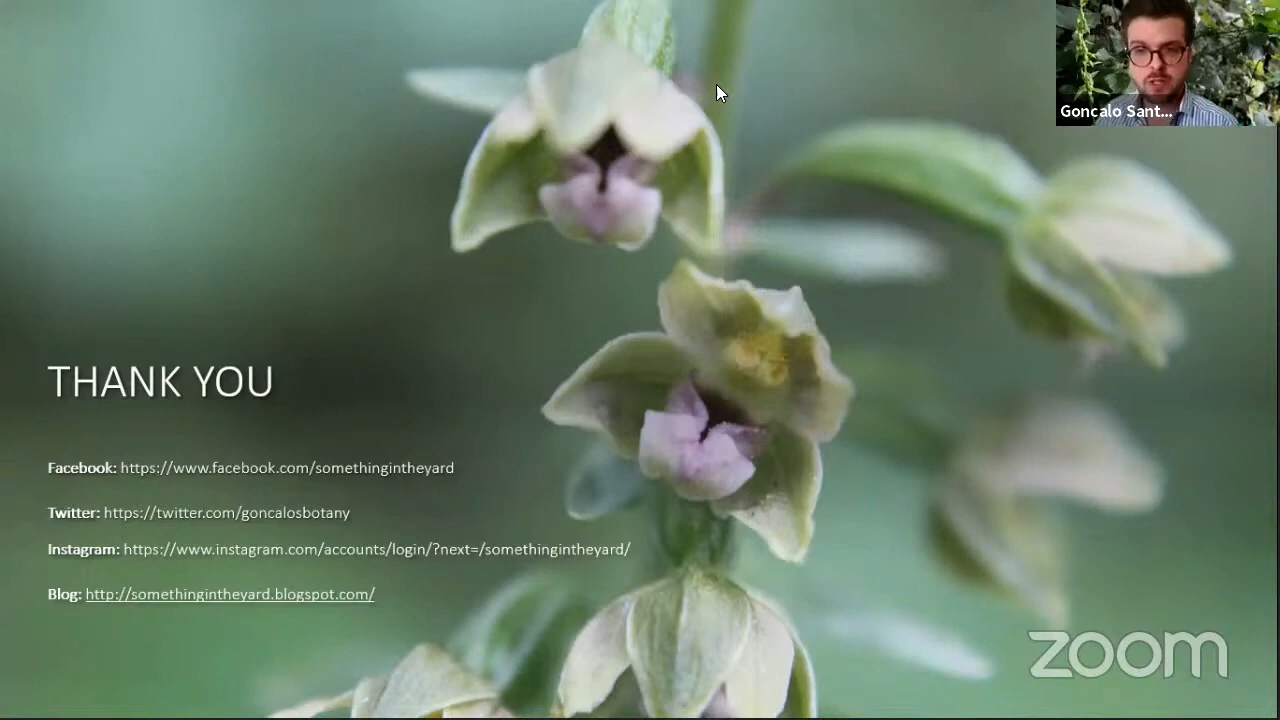 Goncalo Sant...
THANK YOU
Facebook: https://www.facebook.com/somethingintheyard
Twitter: https://twitter.com/goncalosbotany
Instagram: https://www.instagram.com/accounts/login/?next=/somethingintheyard/
Blog: http://somethingintheyard.blogspot.com/
zoom